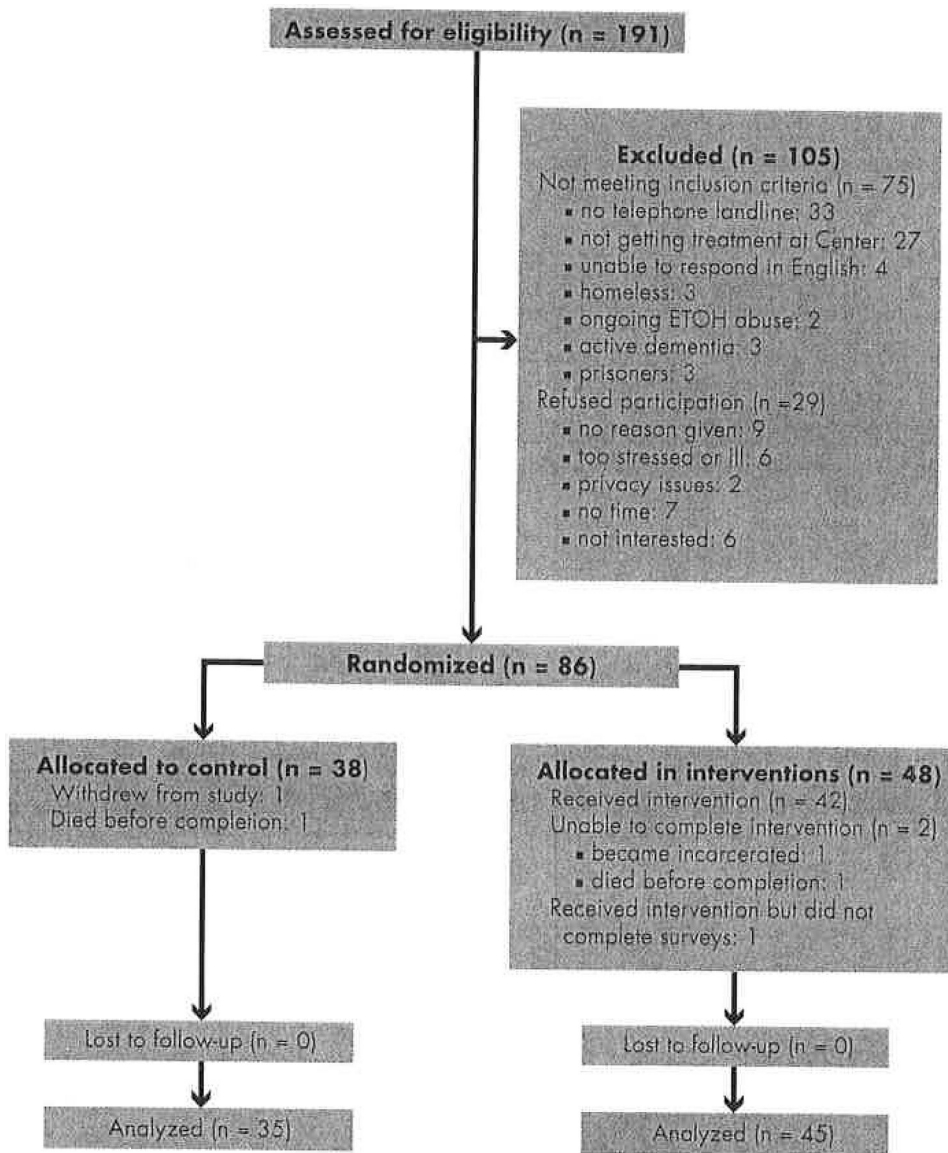 Assessed for eligibility (n = 191)
Excluded (n = 105)
Not meeting inclusion criteria (n = 75)
▪ no telephone landline: 33
▪ not getting treatment at Center: 27
▪ unable to respond in English: 4
▪ homeless: 3
▪ ongoing ETOH abuse: 2
▪ active dementia: 3
▪ prisoners: 3
Refused participation (n =29)
▪ no reason given: 9
▪ too stressed or ill: 6
▪ privacy issues: 2
▪ no time: 7
▪ not interested: 6
Randomized (n = 86)
Allocated to control (n = 38)
Withdrew from study: 1
Died before completion: 1
Allocated in interventions (n = 48)
Received intervention (n = 42)
Unable to complete intervention (n = 2)
▪ became incarcerated: 1
▪ died before completion: 1
Received intervention but did not
complete surveys: 1
Lost to follow-up (n = 0)
Lost to follow-up (n = 0)
Analyzed (n = 35)
Analyzed (n = 45)